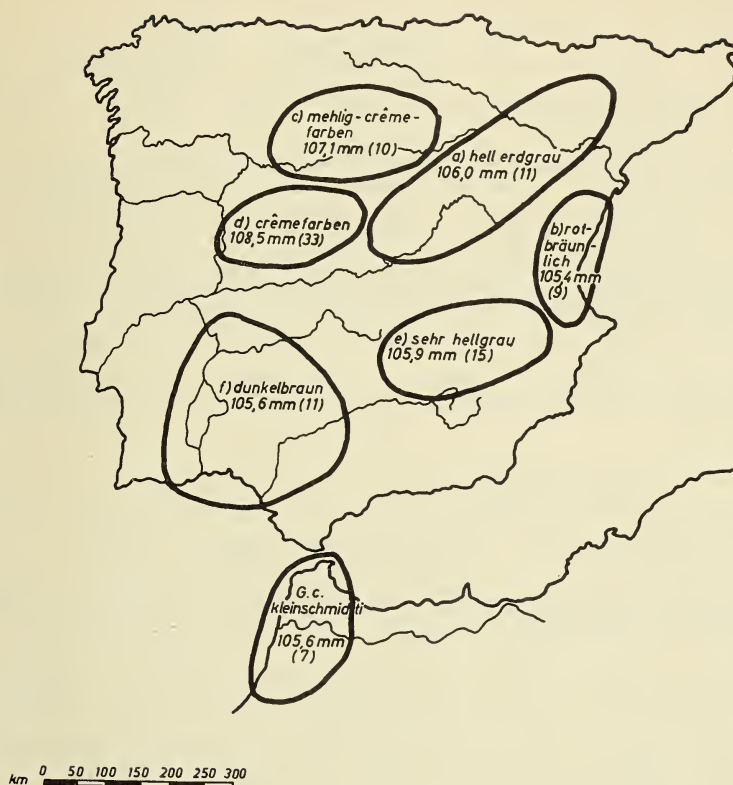 c) mehlig-crême-
farben
107,1 mm (10)
a) hell erdgrau
106,0 mm (11)
d) crêmefarben
108,5 mm (33)
b) rot-
bräun-
lich
105,4 mm
(9)
e) sehr hellgrau
105,9 mm (15)
f) dunkelbraun
105,6 mm (11)
G. c.
kleinschmidti
105,6 mm
(7)
km 0 50 100 150 200 250 300